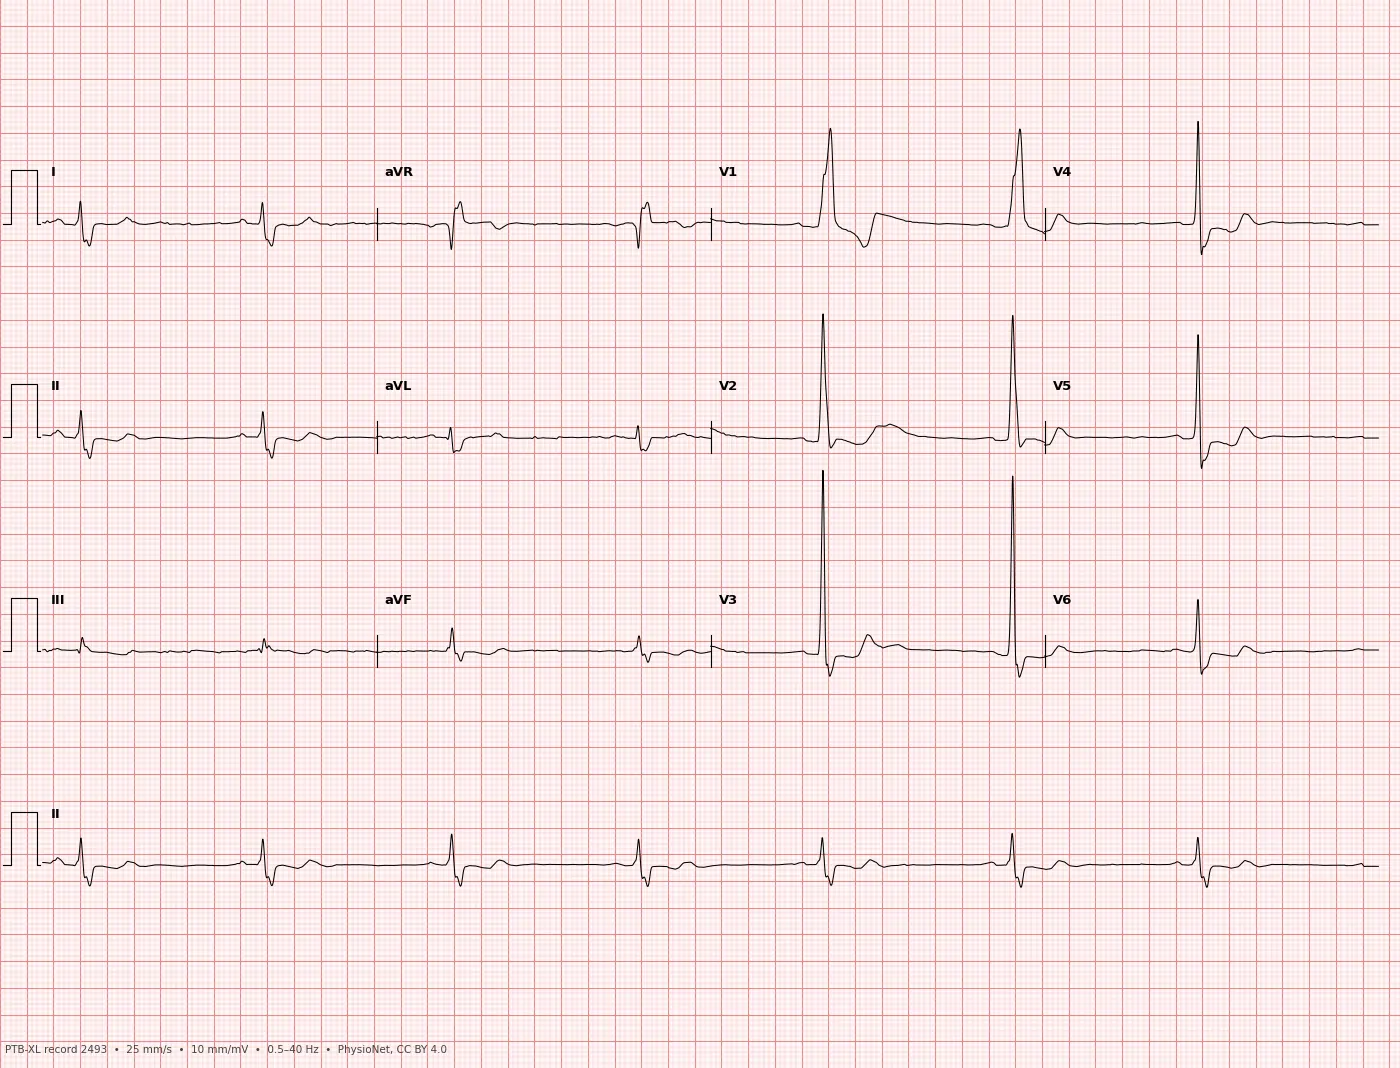 I aVR V1 V4
II aVL V2 V5
III aVF V3 V6
II
PTB-XL record 2493 • 25 mm/s • 10 mm/mV • 0.5–40 Hz • PhysioNet, CC BY 4.0